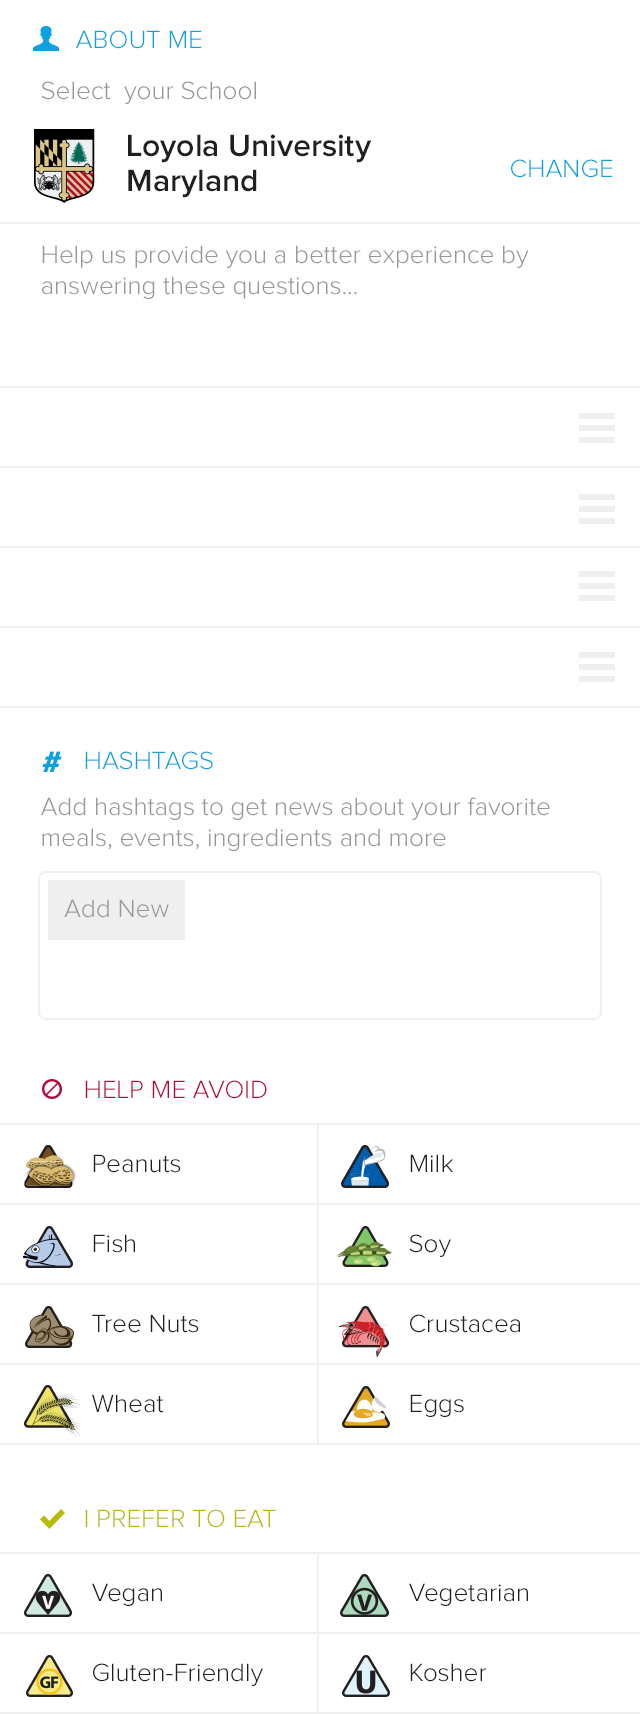 ABOUT ME
Select your School
Loyola University
Maryland
CHANGE
Help us provide you a better experience by
answering these questions...
# HASHTAGS
Add hashtags to get news about your favorite
meals, events, ingredients and more
Add New
HELP ME AVOID
Peanuts
Milk
Fish
Soy
Tree Nuts
Crustacea
Wheat
Eggs
I PREFER TO EAT
V
Vegan
V
Vegetarian
GF
Gluten-Friendly
U
Kosher